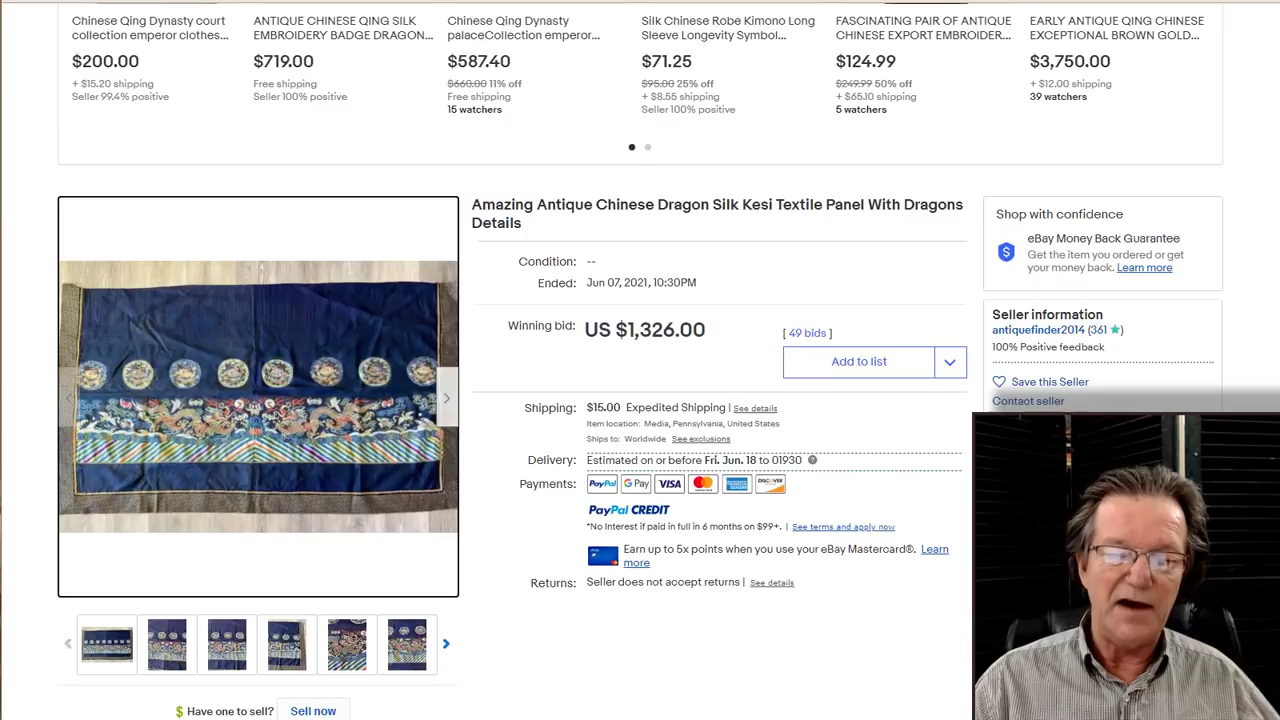 Chinese Qing Dynasty court
collection emperor clothes...
$200.00
+ $15.20 shipping
Seller 99.4% positive
ANTIQUE CHINESE QING SILK
EMBROIDERY BADGE DRAGON...
$719.00
Free shipping
Seller 100% positive
Chinese Qing Dynasty
palaceCollection emperor...
$587.40
$660.00 11% off
Free shipping
15 watchers
Silk Chinese Robe Kimono Long
Sleeve Longevity Symbol...
$71.25
$95.00 25% off
+ $8.55 shipping
Seller 100% positive
FASCINATING PAIR OF ANTIQUE
CHINESE EXPORT EMBROIDER...
$124.99
$249.99 50% off
+ $65.10 shipping
5 watchers
EARLY ANTIQUE QING CHINESE
EXCEPTIONAL BROWN GOLD...
$3,750.00
+ $12.00 shipping
39 watchers
Amazing Antique Chinese Dragon Silk Kesi Textile Panel With Dragons
Details
Condition: --
Ended: Jun 07, 2021, 10:30PM
Winning bid: US $1,326.00 [ 49 bids ]
Add to list
Shipping: $15.00 Expedited Shipping | See details
Item location: Media, Pennsylvania, United States
Ships to: Worldwide See exclusions
Delivery: Estimated on or before Fri. Jun. 18 to 01930
Payments: PayPal G Pay VISA MasterCard AMERICAN EXPRESS DISCOVER
PayPal CREDIT
*No Interest if paid in full in 6 months on $99+. | See terms and apply now
Earn up to 5x points when you use your eBay Mastercard®. Learn
more
Returns: Seller does not accept returns | See details
Shop with confidence
eBay Money Back Guarantee
Get the item you ordered or get
your money back. Learn more
Seller information
antiquefinder2014 (361 ★)
100% Positive feedback
Save this Seller
Contact seller
$ Have one to sell? Sell now